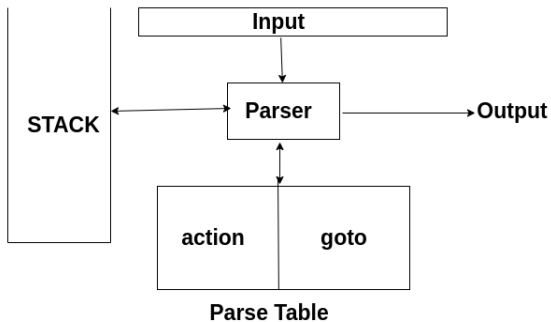 Input
STACK
Parser
Output
action
goto
Parse Table